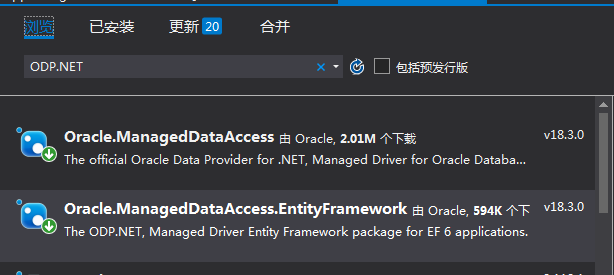 浏览 已安装 更新 20 合并
ODP.NET 包括预发行版
Oracle.ManagedDataAccess 由 Oracle, 2.01M 个下载 v18.3.0
The official Oracle Data Provider for .NET, Managed Driver for Oracle Databa...
Oracle.ManagedDataAccess.EntityFramework 由 Oracle, 594K 个下 v18.3.0
The ODP.NET, Managed Driver Entity Framework package for EF 6 applications.